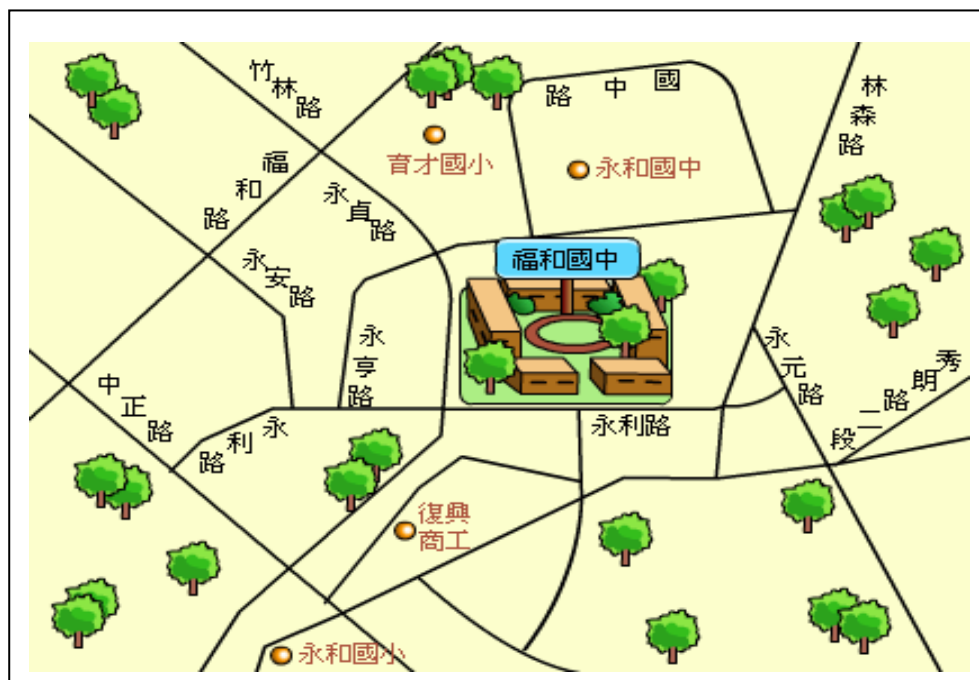 竹林路
國中路
林森路
育才國小
永和國中
福和路
永貞路
福和國中
永安路
永亨路
永元路
秀朗路二段
中正路
永利路
永利路
復興
商工
永和國小